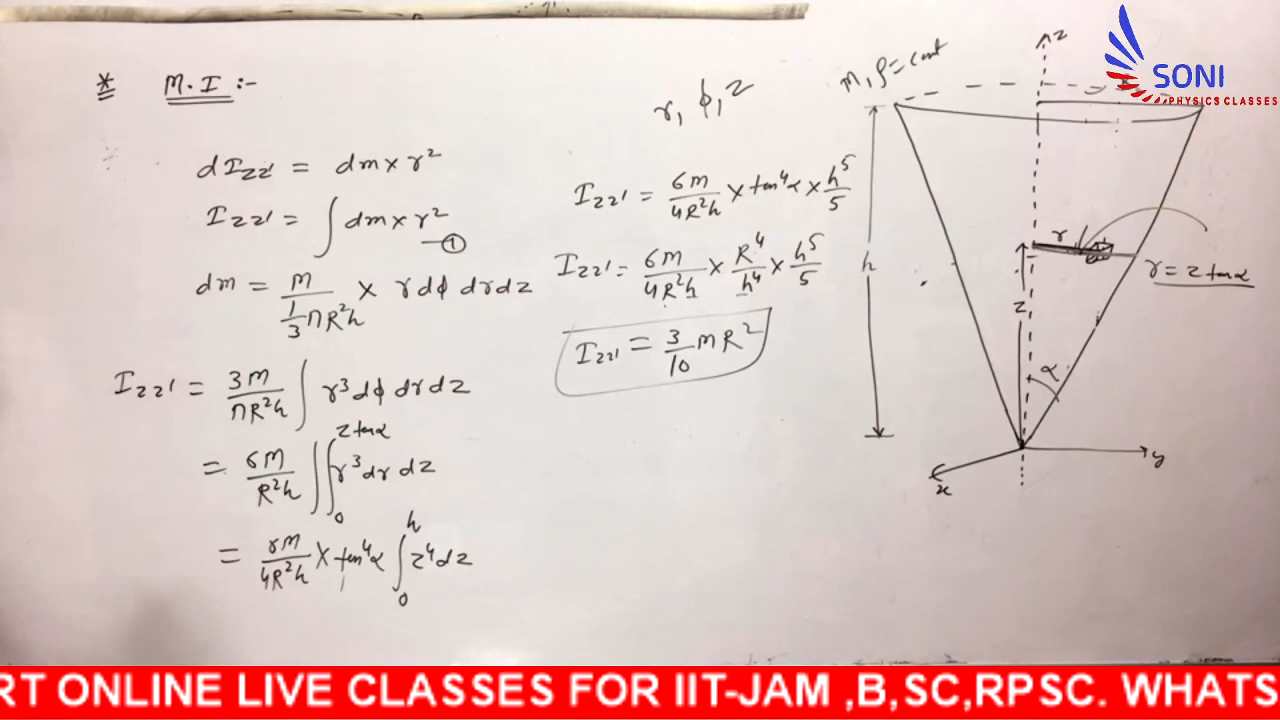 * M.I :-
dI_zz' = dm × r²
I_zz' = ∫ dm × r² —①
dm = M / (1/3 πR²h) × r dϕ dr dz
I_zz' = 3M/πR²h ∫ r³ dϕ dr dz
= 6M/R²h ∫∫₀^(z tanα) r³ dr dz
= 6M/4R²h × tan⁴α ∫₀^h z⁴ dz
r, ϕ, z
I_zz' = 6M/4R²h × tan⁴α × h⁵/5
I_zz' = 6M/4R²h × R⁴/h⁴ × h⁵/5
I_zz' = 3/10 MR²
M, ρ = cont
z
R
h
r
r = z tanα
z
α
x
y
SONI
PHYSICS CLASSES
RT ONLINE LIVE CLASSES FOR IIT-JAM ,B,SC,RPSC. WHATS